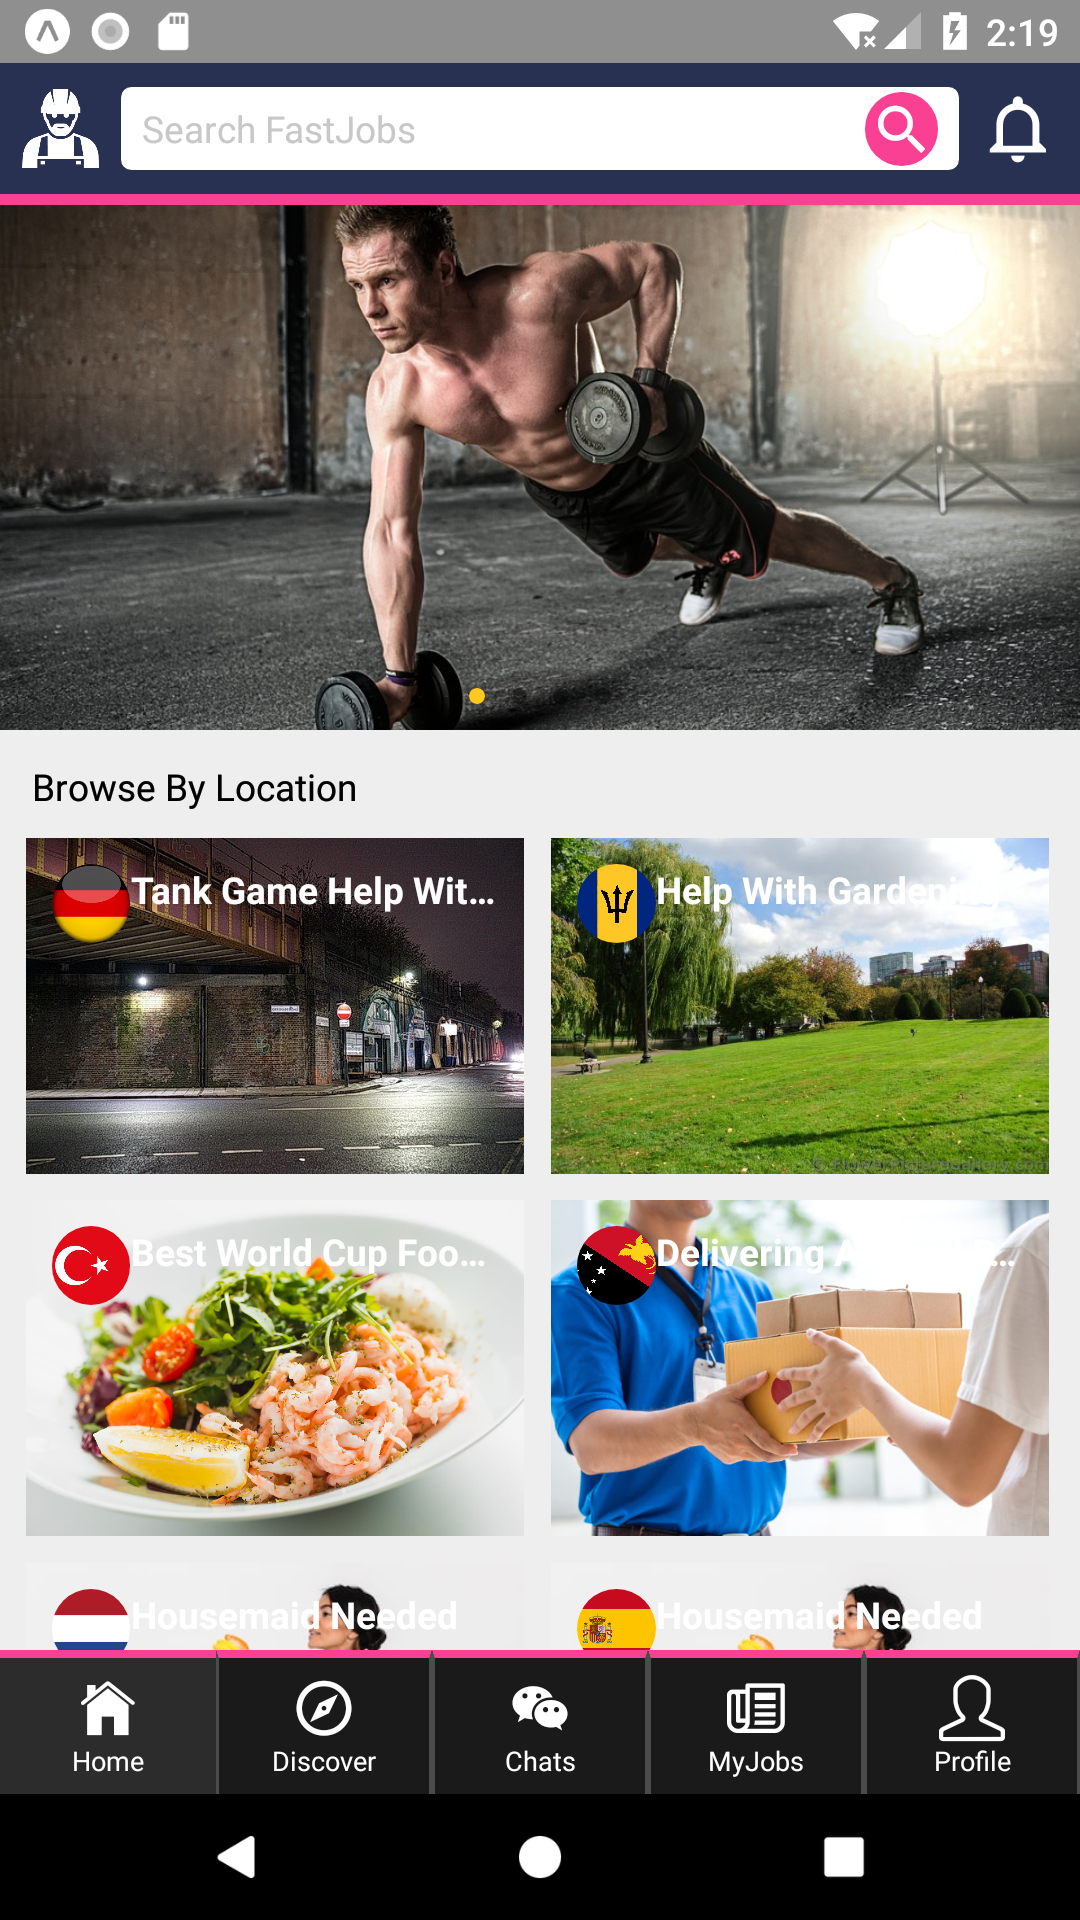 2:19
Search FastJobs
Browse By Location
Tank Game Help Wit...
Help With Gardening
Best World Cup Foo...
Delivering
Housemaid Needed
Housemaid Needed
Home
Discover
Chats
MyJobs
Profile